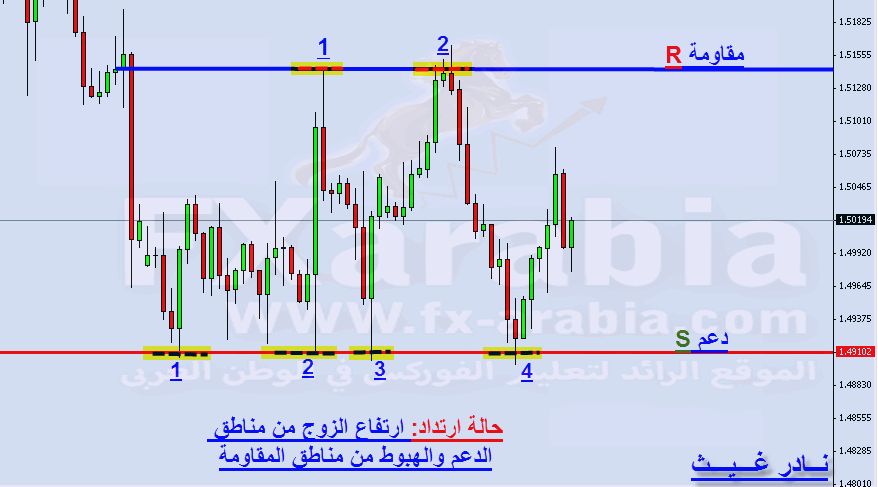 1.51825
1.51555
1.51280
1.51010
1.50735
1.50465
1.50194
1.49920
1.49645
1.49375
1.49102
1.48830
1.48555
1.48285
1.48010
1
2
مقاومة R
FXarabia
www.fx-arabia.com
دعم S
الموقع الرائد لتعليم الفوركس في الوطن العربي
1
2
3
4
حالة ارتداد: ارتفاع الزوج من مناطق
الدعم والهبوط من مناطق المقاومة
نـادر غـيـث